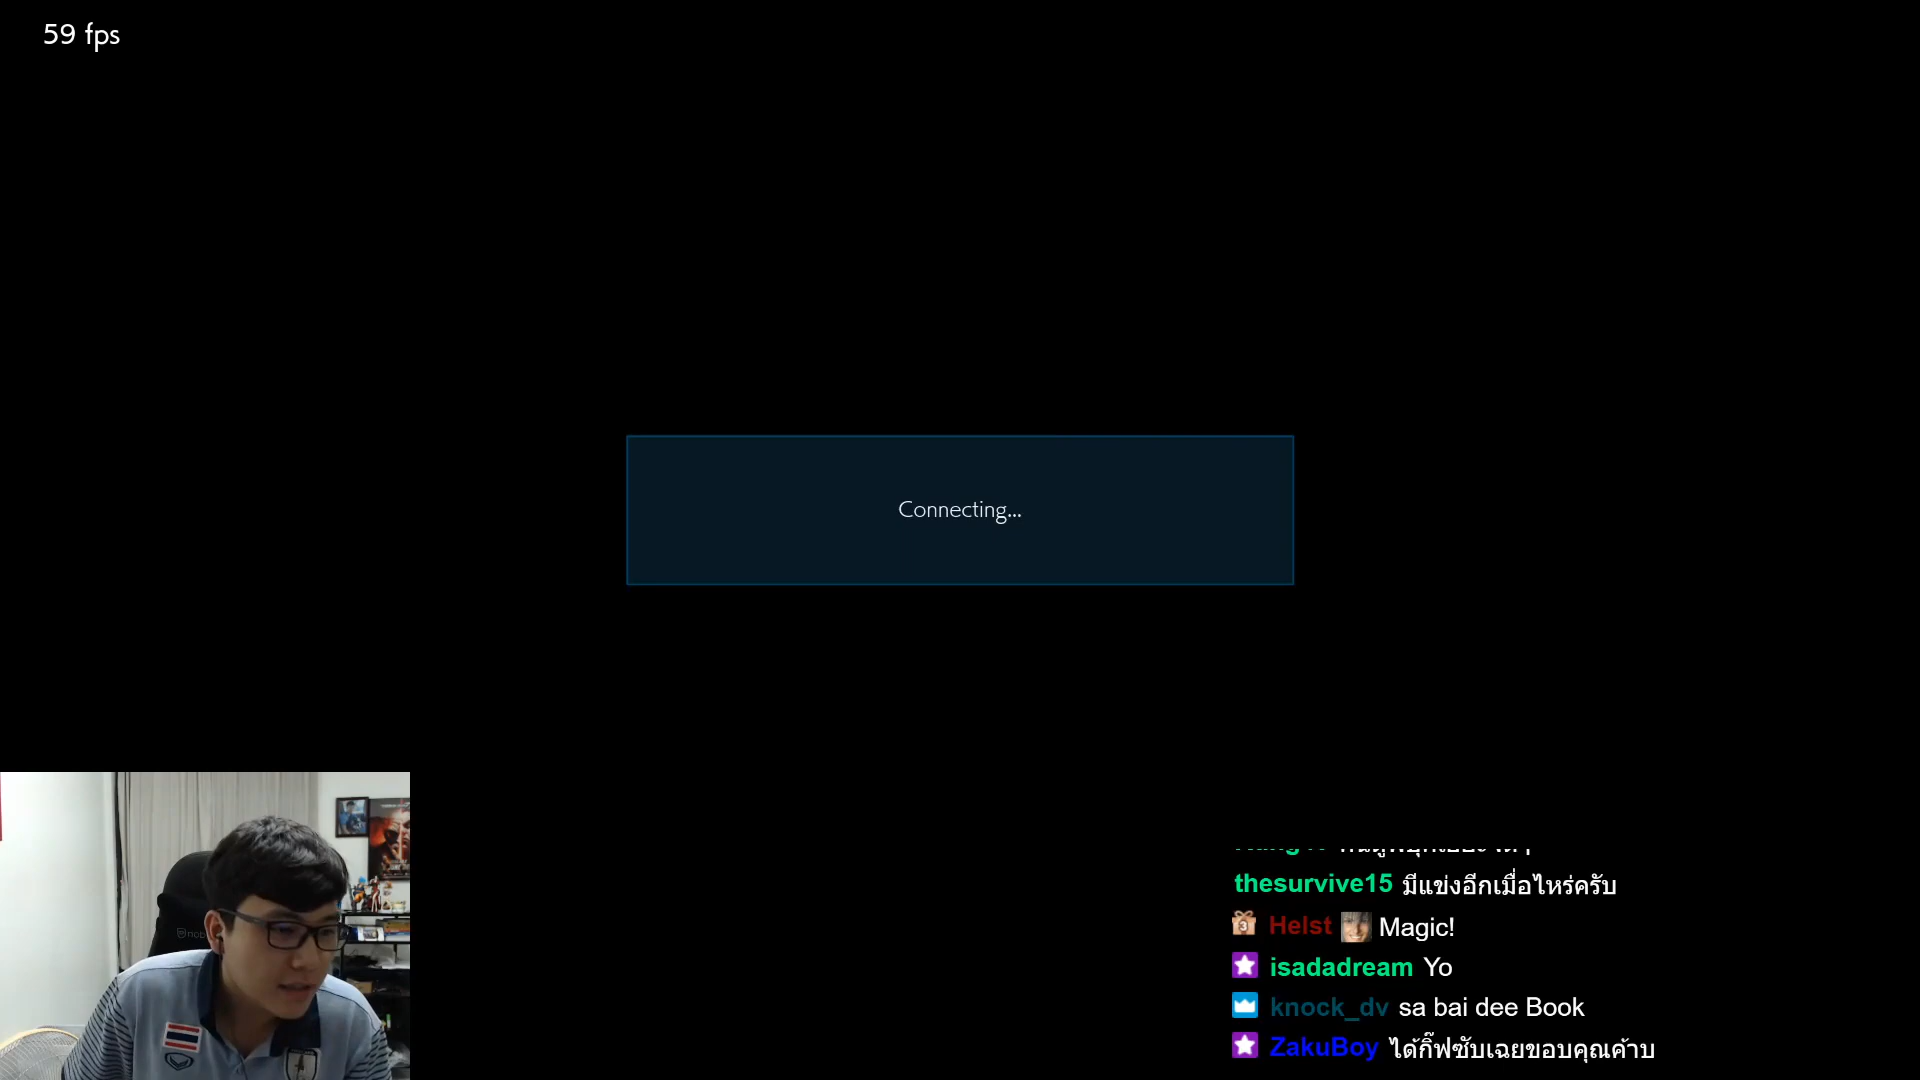 59 fps
Connecting...
thesurvive15 มีแข่งอีกเมื่อไหร่ครับ
3 Helst Magic!
isadadream Yo
knock_dv sa bai dee Book
ZakuBoy ได้กิ๊ฟซับเฉยขอบคุณค้าบ